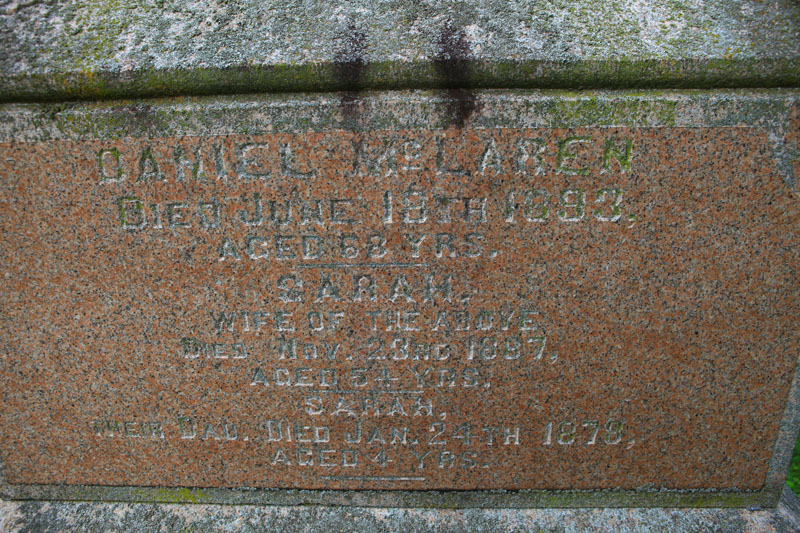 DANIEL McLAREN
DIED JUNE 18TH 1893,
AGED 68 YRS.
SARAH,
WIFE OF THE ABOVE
DIED NOV. 23RD 1887,
AGED 54 YRS.
SARAH,
THEIR DAU. DIED JAN. 24TH 1878,
AGED 4 YRS.